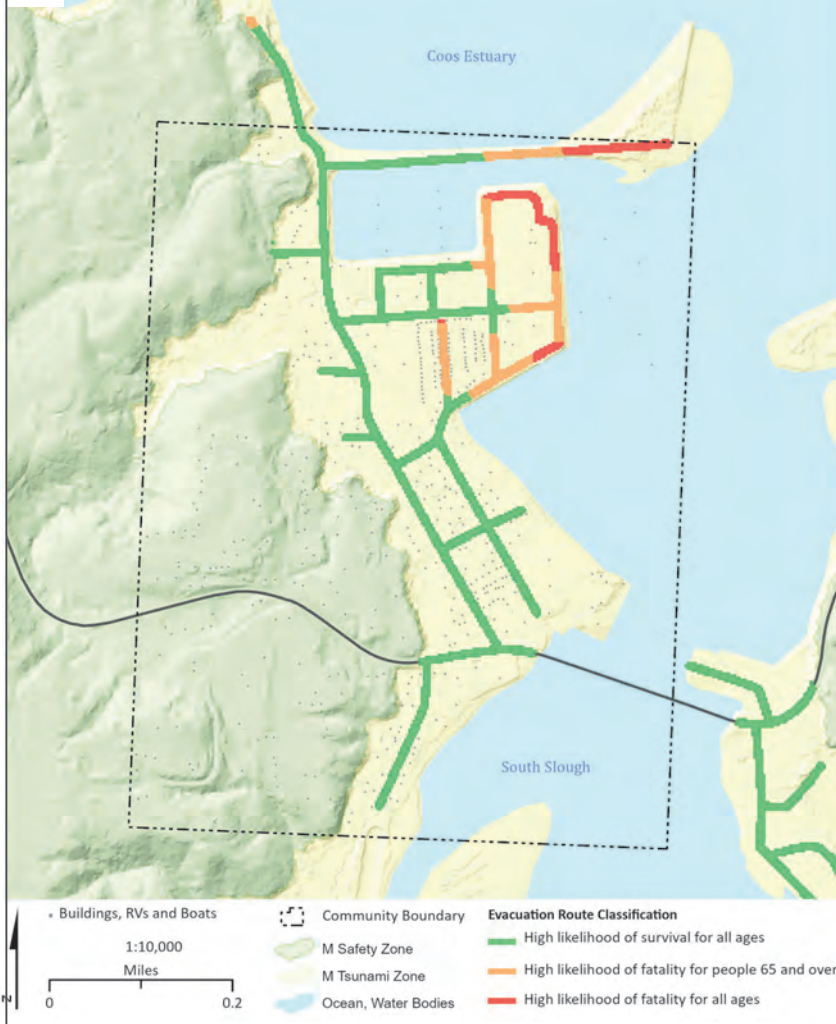 Coos Estuary
South Slough
Buildings, RVs and Boats
1:10,000
Miles
0 0.2
N
Community Boundary
M Safety Zone
M Tsunami Zone
Ocean, Water Bodies
Evacuation Route Classification
High likelihood of survival for all ages
High likelihood of fatality for people 65 and over
High likelihood of fatality for all ages